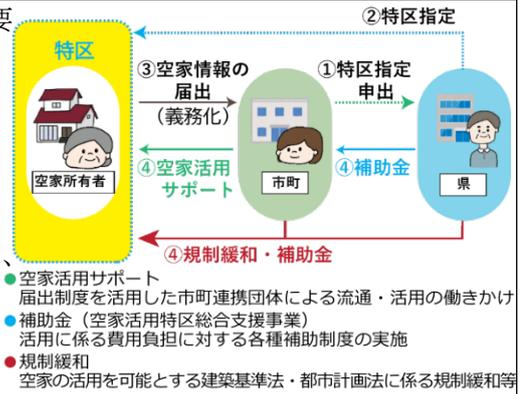 要
②特区指定
特区
③空家情報の
届出
(義務化)
①特区指定
申出
④空家活用
サポート
④補助金
空家所有者
市町
県
④規制緩和・補助金
、
●空家活用サポート
届出制度を活用した市町連携団体による流通・活用の働きかけ
●補助金（空家活用特区総合支援事業）
活用に係る費用負担に対する各種補助制度の実施
●規制緩和
空家の活用を可能とする建築基準法・都市計画法に係る規制緩和等